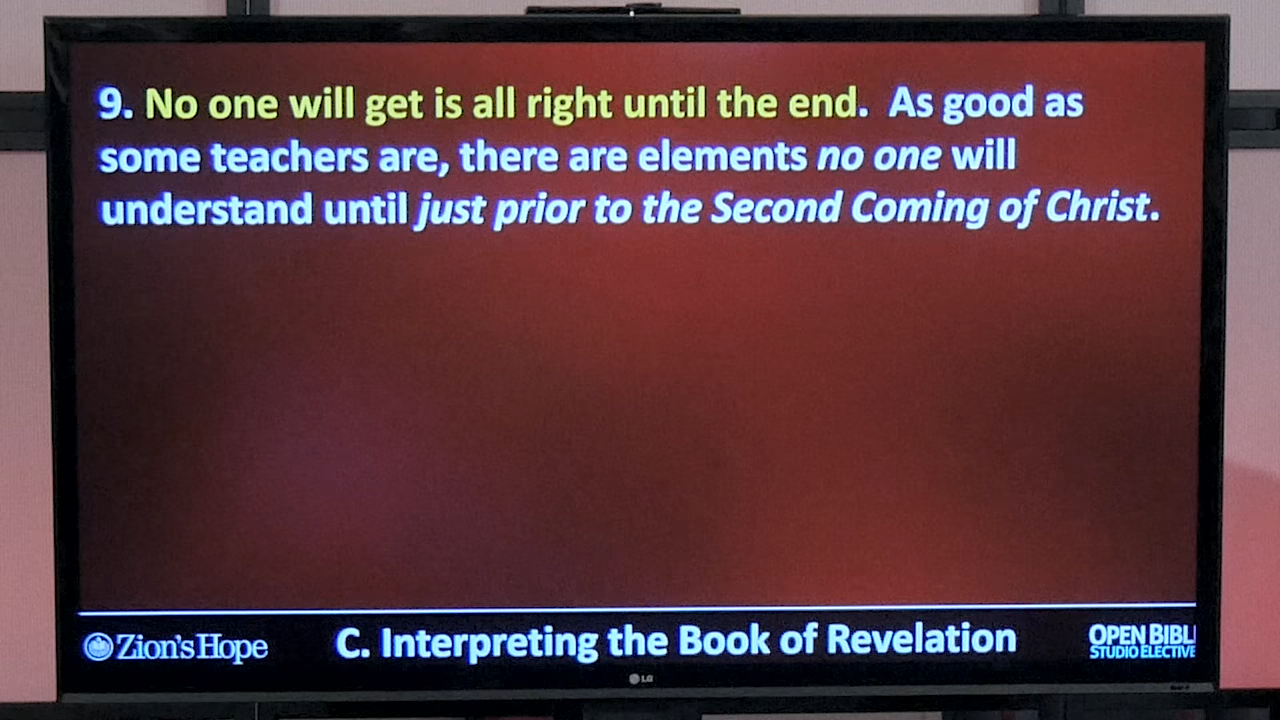 9. No one will get is all right until the end. As good as
some teachers are, there are elements no one will
understand until just prior to the Second Coming of Christ.
Zion's Hope
C. Interpreting the Book of Revelation
OPEN BIBL
STUDIO ELECTIVE
LG